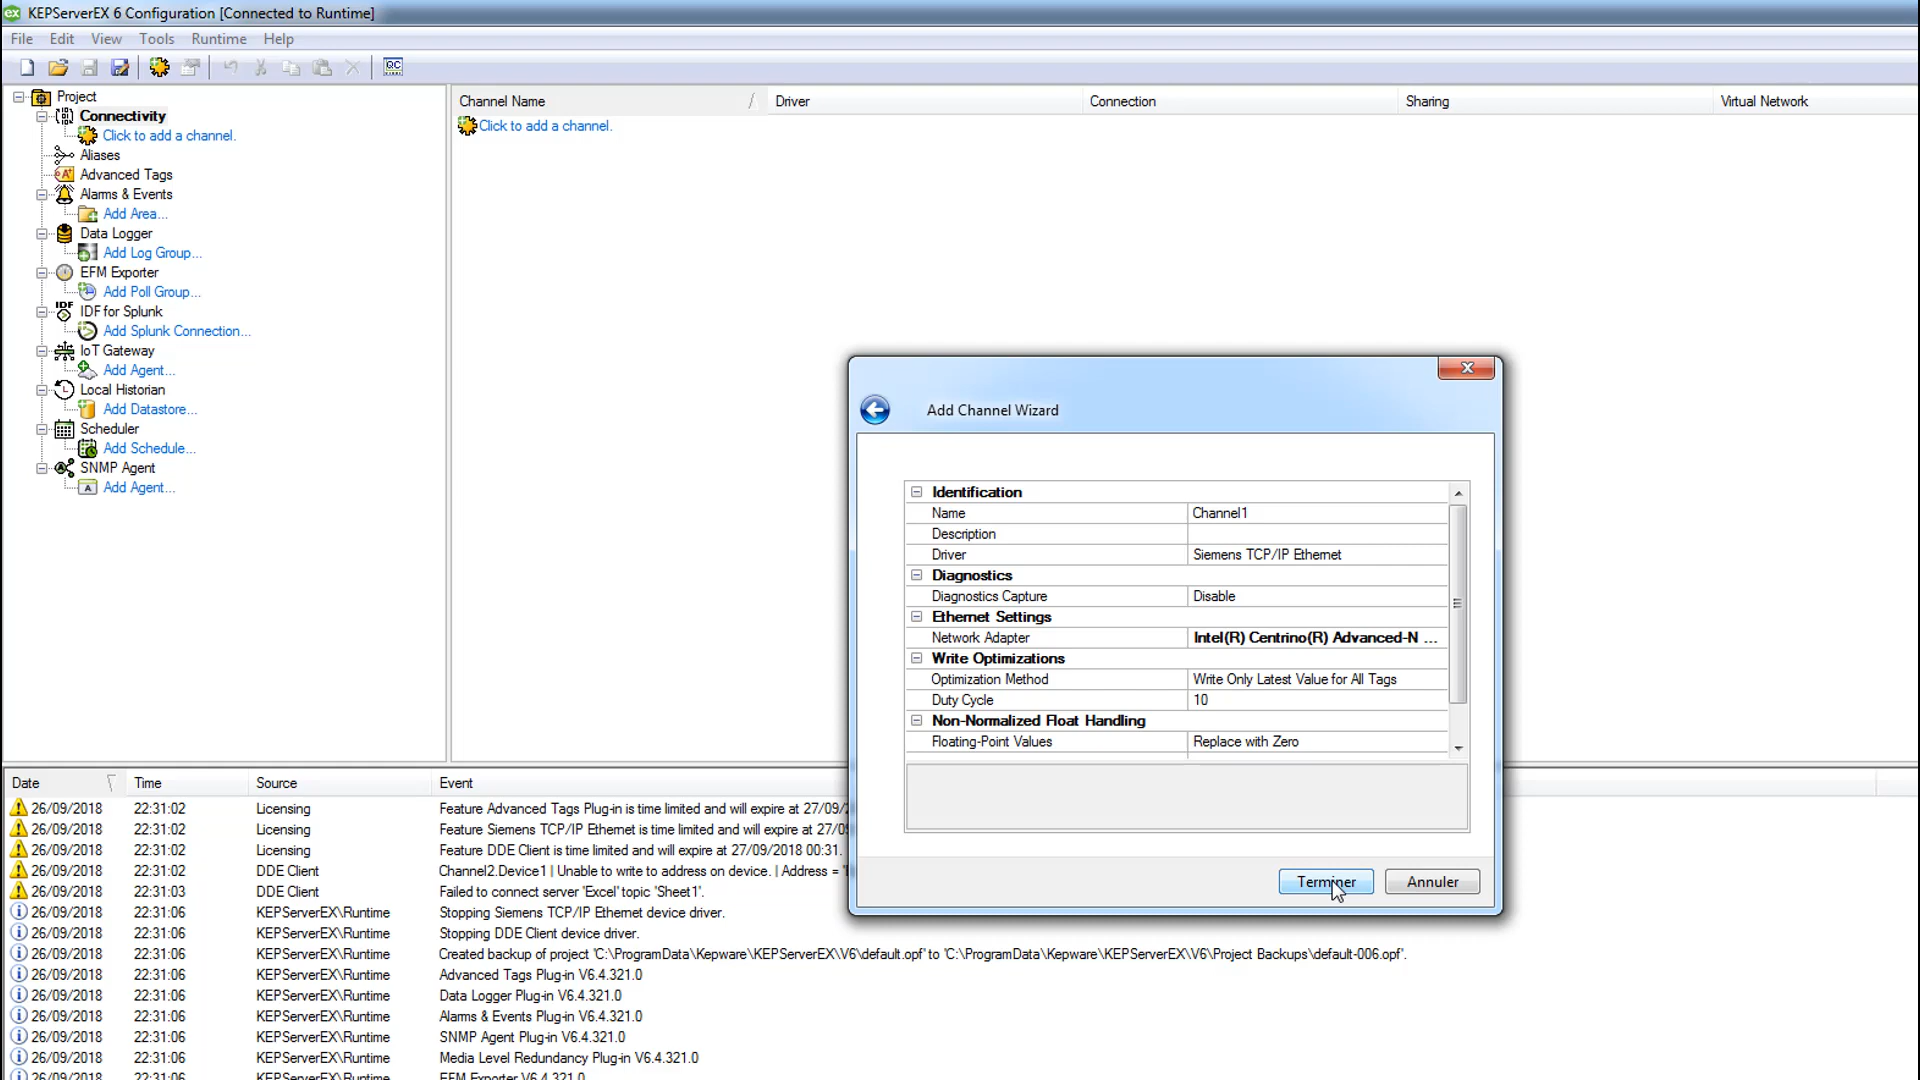 KEPServerEX 6 Configuration [Connected to Runtime]
File Edit View Tools Runtime Help
QC
Project
Connectivity
Click to add a channel.
Aliases
Advanced Tags
Alarms & Events
Add Area...
Data Logger
Add Log Group...
EFM Exporter
Add Poll Group...
IDF for Splunk
Add Splunk Connection...
IoT Gateway
Add Agent...
Local Historian
Add Datastore...
Scheduler
Add Schedule...
SNMP Agent
Add Agent...
Channel Name Driver Connection Sharing Virtual Network
Click to add a channel.
Add Channel Wizard
Identification
Name Channel1
Description
Driver Siemens TCP/IP Ethernet
Diagnostics
Diagnostics Capture Disable
Ethernet Settings
Network Adapter Intel(R) Centrino(R) Advanced-N ...
Write Optimizations
Optimization Method Write Only Latest Value for All Tags
Duty Cycle 10
Non-Normalized Float Handling
Floating-Point Values Replace with Zero
Terminer Annuler
Date Time Source Event
26/09/2018 22:31:02 Licensing Feature Advanced Tags Plug-in is time limited and will expire at 27/09/
26/09/2018 22:31:02 Licensing Feature Siemens TCP/IP Ethernet is time limited and will expire at 27/09
26/09/2018 22:31:02 Licensing Feature DDE Client is time limited and will expire at 27/09/2018 00:31.
26/09/2018 22:31:02 DDE Client Channel2.Device1 | Unable to write to address on device. | Address = '
26/09/2018 22:31:03 DDE Client Failed to connect server 'Excel' topic 'Sheet1'.
26/09/2018 22:31:06 KEPServerEX\Runtime Stopping Siemens TCP/IP Ethernet device driver.
26/09/2018 22:31:06 KEPServerEX\Runtime Stopping DDE Client device driver.
26/09/2018 22:31:06 KEPServerEX\Runtime Created backup of project 'C:\ProgramData\Kepware\KEPServerEX\V6\default.opf' to 'C:\ProgramData\Kepware\KEPServerEX\V6\Project Backups\default-006.opf'.
26/09/2018 22:31:06 KEPServerEX\Runtime Advanced Tags Plug-in V6.4.321.0
26/09/2018 22:31:06 KEPServerEX\Runtime Data Logger Plug-in V6.4.321.0
26/09/2018 22:31:06 KEPServerEX\Runtime Alarms & Events Plug-in V6.4.321.0
26/09/2018 22:31:06 KEPServerEX\Runtime SNMP Agent Plug-in V6.4.321.0
26/09/2018 22:31:06 KEPServerEX\Runtime Media Level Redundancy Plug-in V6.4.321.0
26/09/2018 22:31:06 KEPServerEX\Runtime EFM Exporter V6.4.321.0